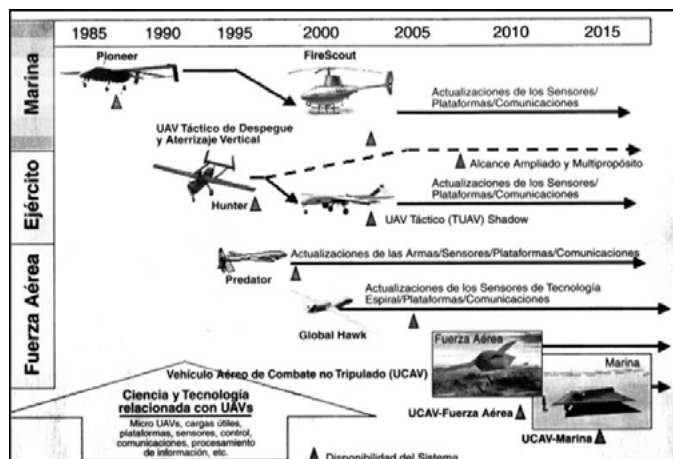 1985
1990
1995
2000
2005
2010
2015
Marina
Pioneer
FireScout
Actualizaciones de los Sensores/
Plataformas/Comunicaciones
UAV Táctico de Despegue
y Aterrizaje Vertical
Alcance Ampliado y Multipropósito
Ejército
Hunter
Actualizaciones de los Sensores/
Plataformas/Comunicaciones
UAV Táctico (TUAV) Shadow
Fuerza Aérea
Predator
Actualizaciones de las Armas/Sensores/Plataformas/Comunicaciones
Global Hawk
Actualizaciones de los Sensores de Tecnología
Espiral/Plataformas/Comunicaciones
Fuerza Aérea
Marina
Vehículo Aéreo de Combate no Tripulado (UCAV)
UCAV-Fuerza Aérea
UCAV-Marina
Ciencia y Tecnología
relacionada con UAVs
Micro UAVs, cargas útiles,
plataformas, sensores, control,
comunicaciones, procesamiento
de información, etc.
Disponibilidad del Sistema